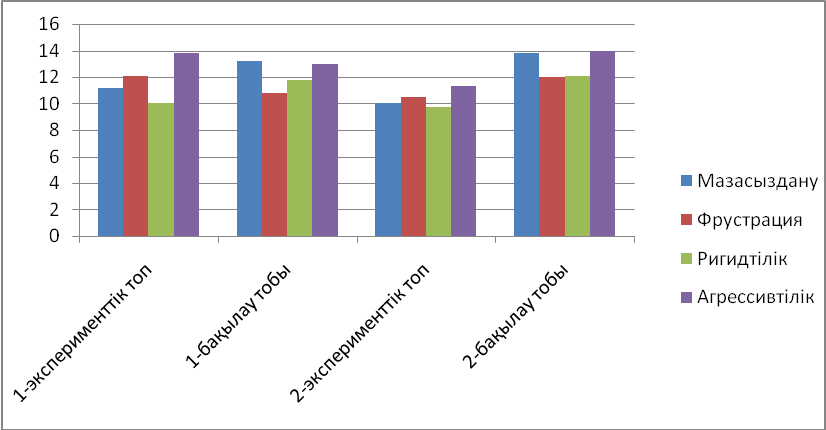 16
14
12
10
8
6
4
2
0
1-эксперименттік топ
1-бақылау тобы
2-эксперименттік топ
2-бақылау тобы
Мазасыздану
Фрустрация
Ригидтілік
Агрессивтілік